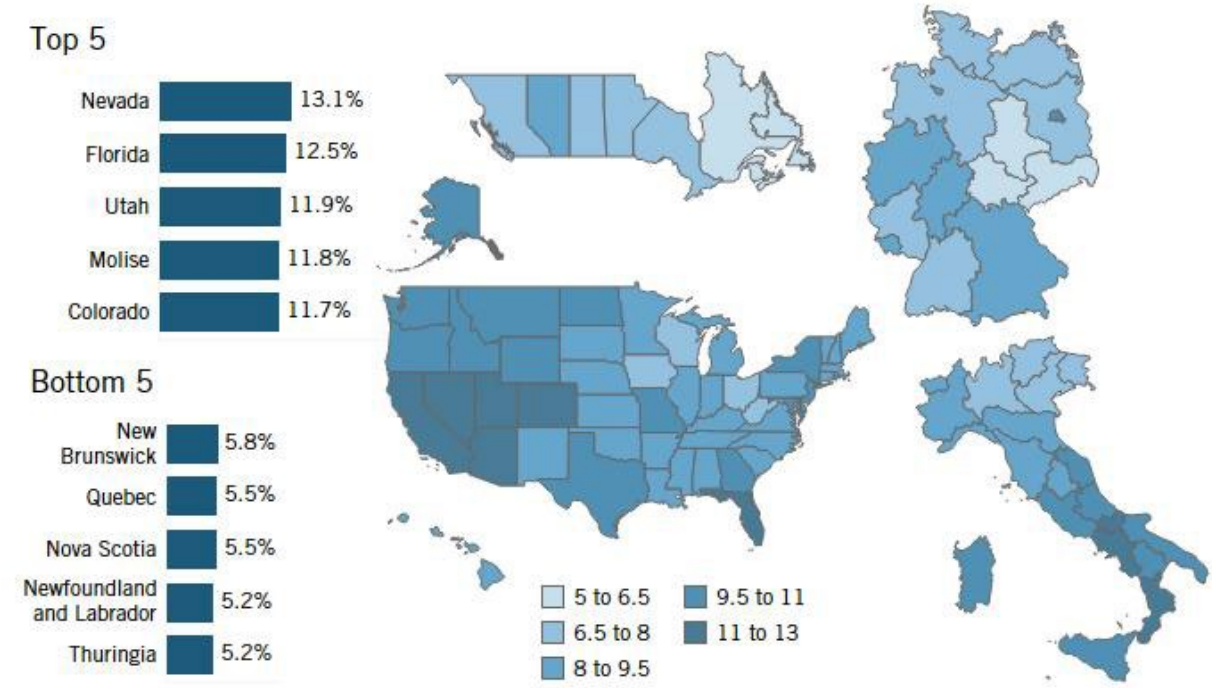 Top 5
Nevada 13.1%
Florida 12.5%
Utah 11.9%
Molise 11.8%
Colorado 11.7%
Bottom 5
New
Brunswick 5.8%
Quebec 5.5%
Nova Scotia 5.5%
Newfoundland
and Labrador 5.2%
Thuringia 5.2%
5 to 6.5
6.5 to 8
8 to 9.5
9.5 to 11
11 to 13